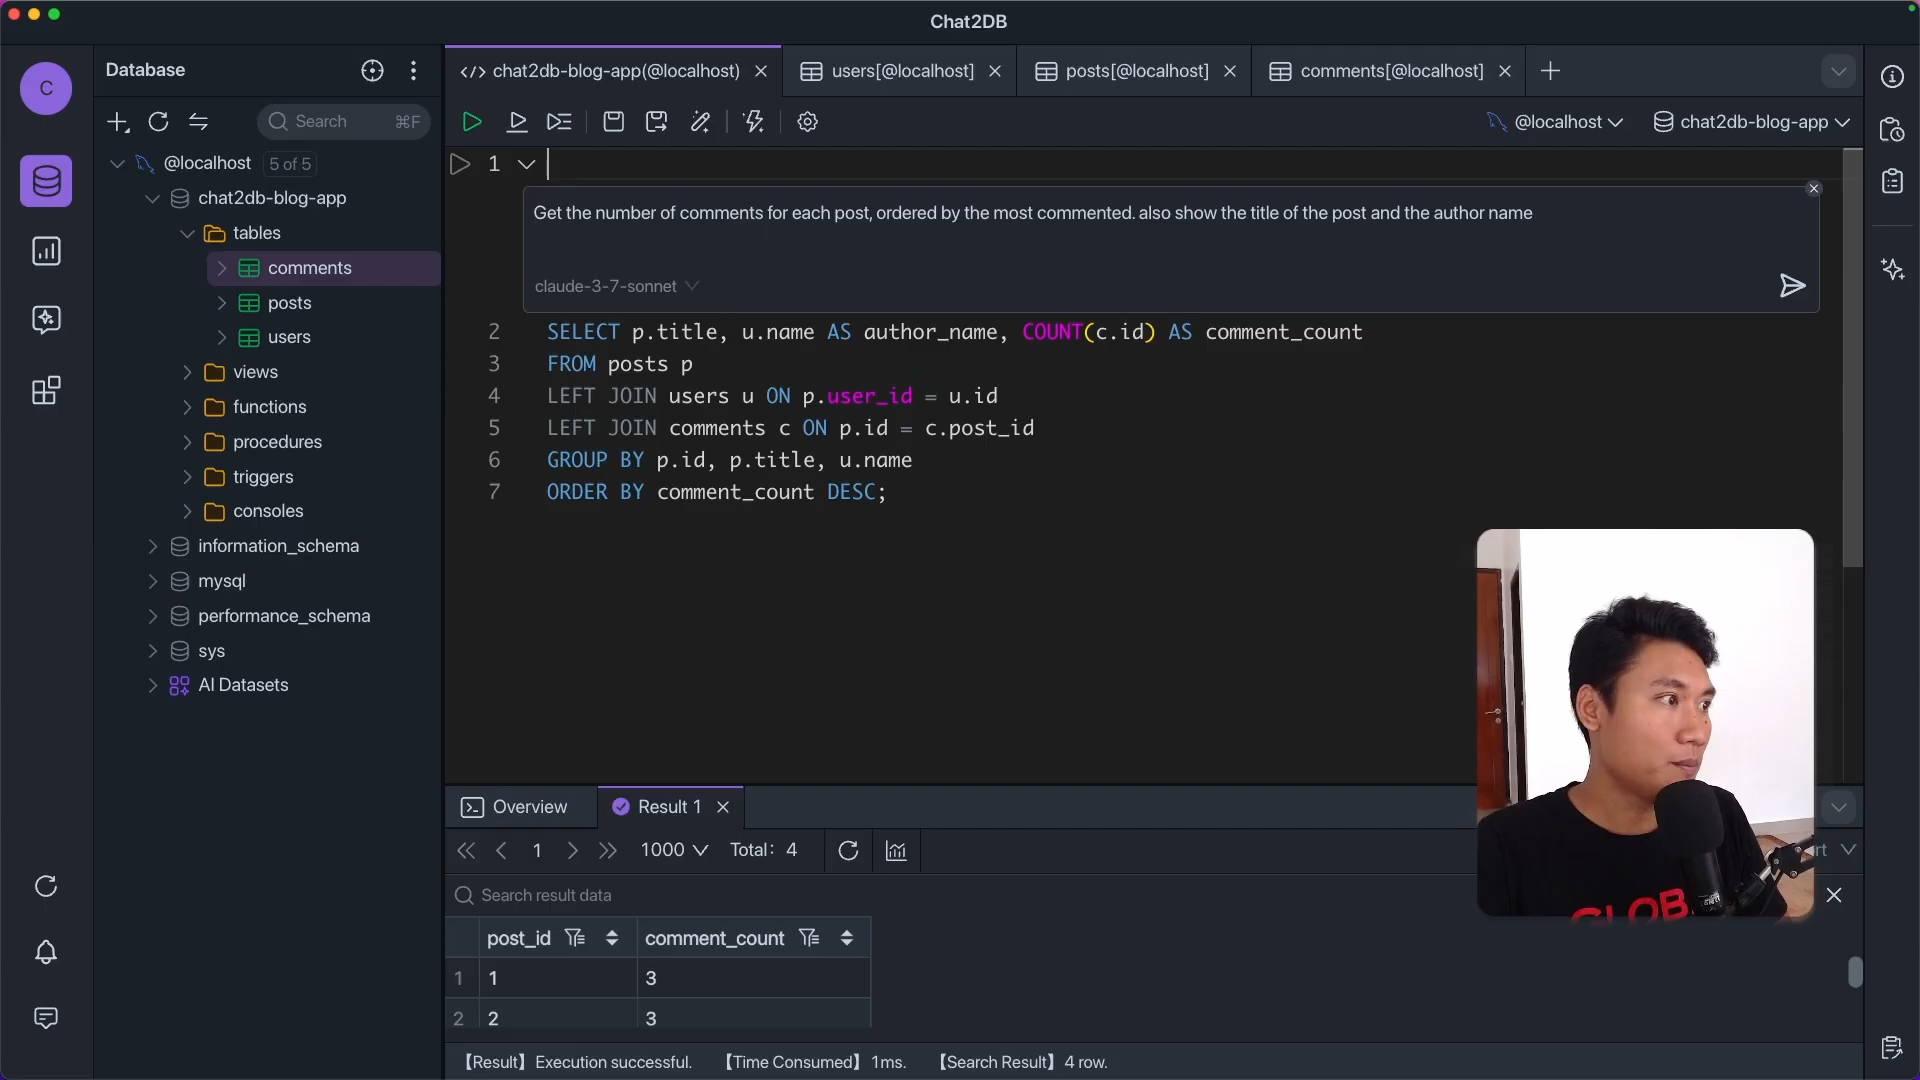 Chat2DB
C
Database
Search ⌘F
@localhost 5 of 5
chat2db-blog-app
tables
comments
posts
users
views
functions
procedures
triggers
consoles
information_schema
mysql
performance_schema
sys
AI Datasets
chat2db-blog-app(@localhost)
users[@localhost]
posts[@localhost]
comments[@localhost]
@localhost
chat2db-blog-app
1
Get the number of comments for each post, ordered by the most commented. also show the title of the post and the author name
claude-3-7-sonnet
2 SELECT p.title, u.name AS author_name, COUNT(c.id) AS comment_count
3 FROM posts p
4 LEFT JOIN users u ON p.user_id = u.id
5 LEFT JOIN comments c ON p.id = c.post_id
6 GROUP BY p.id, p.title, u.name
7 ORDER BY comment_count DESC;
Overview
Result 1
1
1000
Total: 4
rt
Search result data
post_id comment_count
1 1 3
2 2 3
【Result】Execution successful. 【Time Consumed】1ms. 【Search Result】4 row.
GLOB